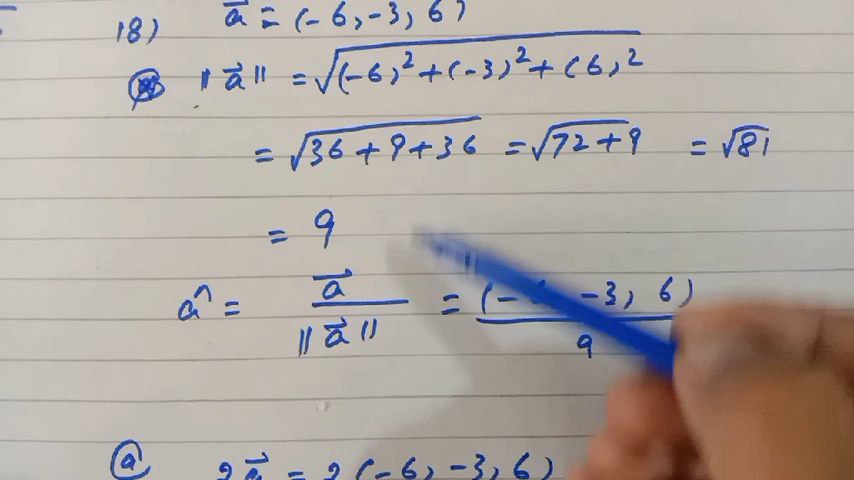 18) a⃗ = (-6, -3, 6)
‖a⃗‖ = √(-6)² + (-3)² + (6)²
= √36 + 9 + 36 = √72 + 9 = √81
= 9
a^ = a⃗ / ‖a⃗‖ = (- , -3, 6) / 9
(a) 2a⃗ = 2(-6, -3, 6)